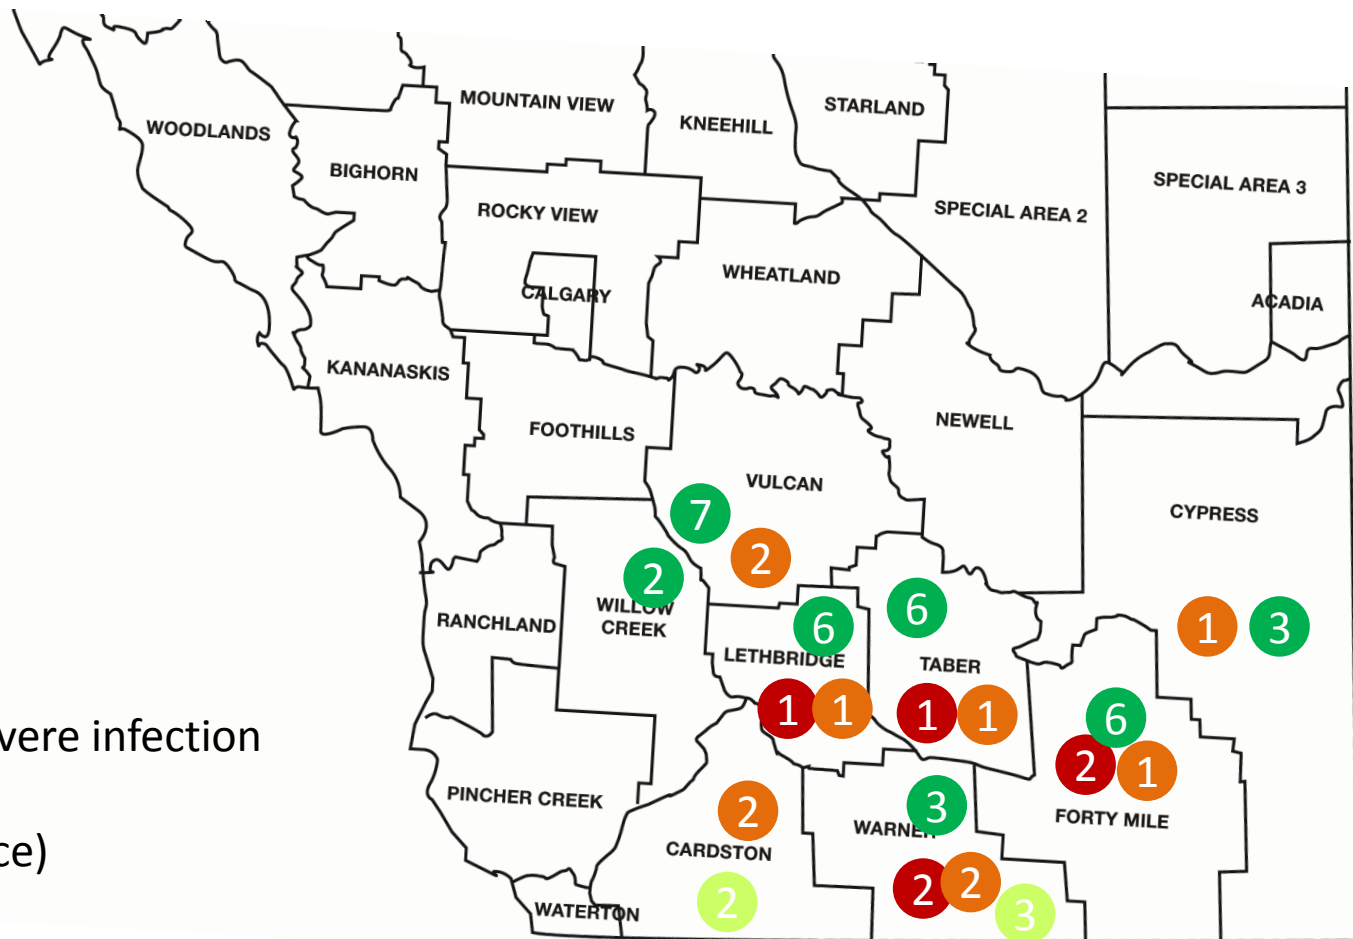 MOUNTAIN VIEW
STARLAND
KNEEHILL
WOODLANDS
BIGHORN
SPECIAL AREA 3
ROCKY VIEW
SPECIAL AREA 2
WHEATLAND
CALGARY
ACADIA
KANANASKIS
FOOTHILLS
NEWELL
VULCAN
CYPRESS
7
2
2
WILLOW
CREEK
RANCHLAND
6
6
1
3
LETHBRIDGE
TABER
1
1
1
1
6
2
1
vere infection
PINCHER CREEK
2
3
FORTY MILE
WARNER
CARDSTON
ce)
2
2
2
3
WATERTON